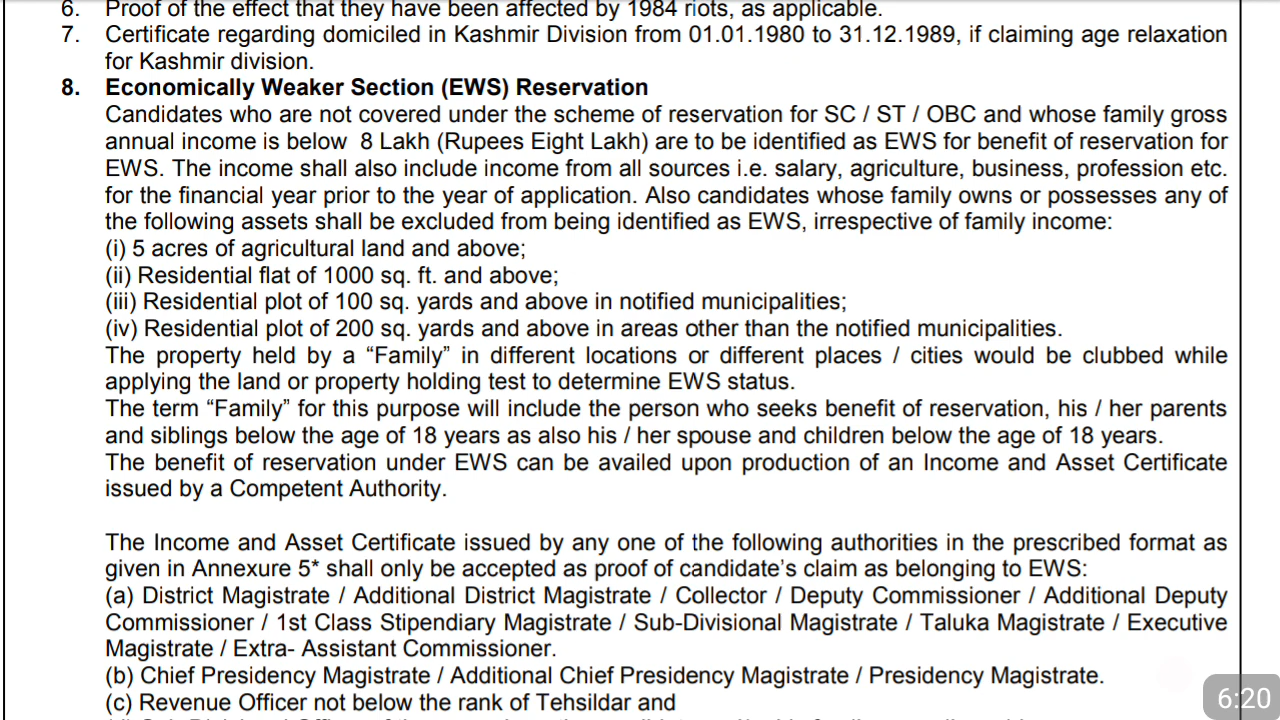 6. Proof of the effect that they have been affected by 1984 riots, as applicable.
7. Certificate regarding domiciled in Kashmir Division from 01.01.1980 to 31.12.1989, if claiming age relaxation
for Kashmir division.
8. Economically Weaker Section (EWS) Reservation
Candidates who are not covered under the scheme of reservation for SC / ST / OBC and whose family gross
annual income is below 8 Lakh (Rupees Eight Lakh) are to be identified as EWS for benefit of reservation for
EWS. The income shall also include income from all sources i.e. salary, agriculture, business, profession etc.
for the financial year prior to the year of application. Also candidates whose family owns or possesses any of
the following assets shall be excluded from being identified as EWS, irrespective of family income:
(i) 5 acres of agricultural land and above;
(ii) Residential flat of 1000 sq. ft. and above;
(iii) Residential plot of 100 sq. yards and above in notified municipalities;
(iv) Residential plot of 200 sq. yards and above in areas other than the notified municipalities.
The property held by a “Family” in different locations or different places / cities would be clubbed while
applying the land or property holding test to determine EWS status.
The term “Family” for this purpose will include the person who seeks benefit of reservation, his / her parents
and siblings below the age of 18 years as also his / her spouse and children below the age of 18 years.
The benefit of reservation under EWS can be availed upon production of an Income and Asset Certificate
issued by a Competent Authority.
The Income and Asset Certificate issued by any one of the following authorities in the prescribed format as
given in Annexure 5* shall only be accepted as proof of candidate’s claim as belonging to EWS:
(a) District Magistrate / Additional District Magistrate / Collector / Deputy Commissioner / Additional Deputy
Commissioner / 1st Class Stipendiary Magistrate / Sub-Divisional Magistrate / Taluka Magistrate / Executive
Magistrate / Extra- Assistant Commissioner.
(b) Chief Presidency Magistrate / Additional Chief Presidency Magistrate / Presidency Magistrate.
(c) Revenue Officer not below the rank of Tehsildar and
6:20